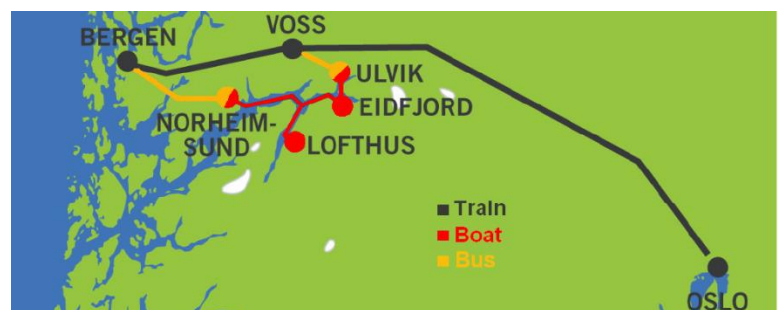 BERGEN
VOSS
ULVIK
EIDFJORD
NORHEIM-
SUND
LOFTHUS
Train
Boat
Bus
OSLO